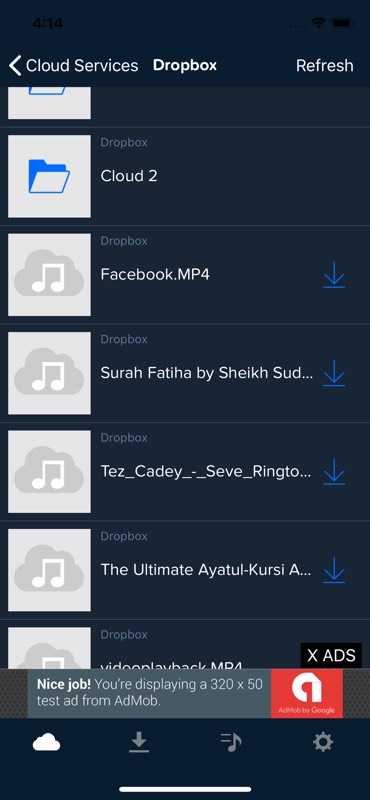 4:14
Cloud Services
Dropbox
Refresh
Dropbox
Cloud 2
Dropbox
Facebook.MP4
Dropbox
Surah Fatiha by Sheikh Sud...
Dropbox
Tez_Cadey_-_Seve_Ringto...
Dropbox
The Ultimate Ayatul-Kursi A...
Dropbox
videoplayback.MP4
X ADS
Nice job! You're displaying a 320 x 50
test ad from AdMob.
AdMob by Google